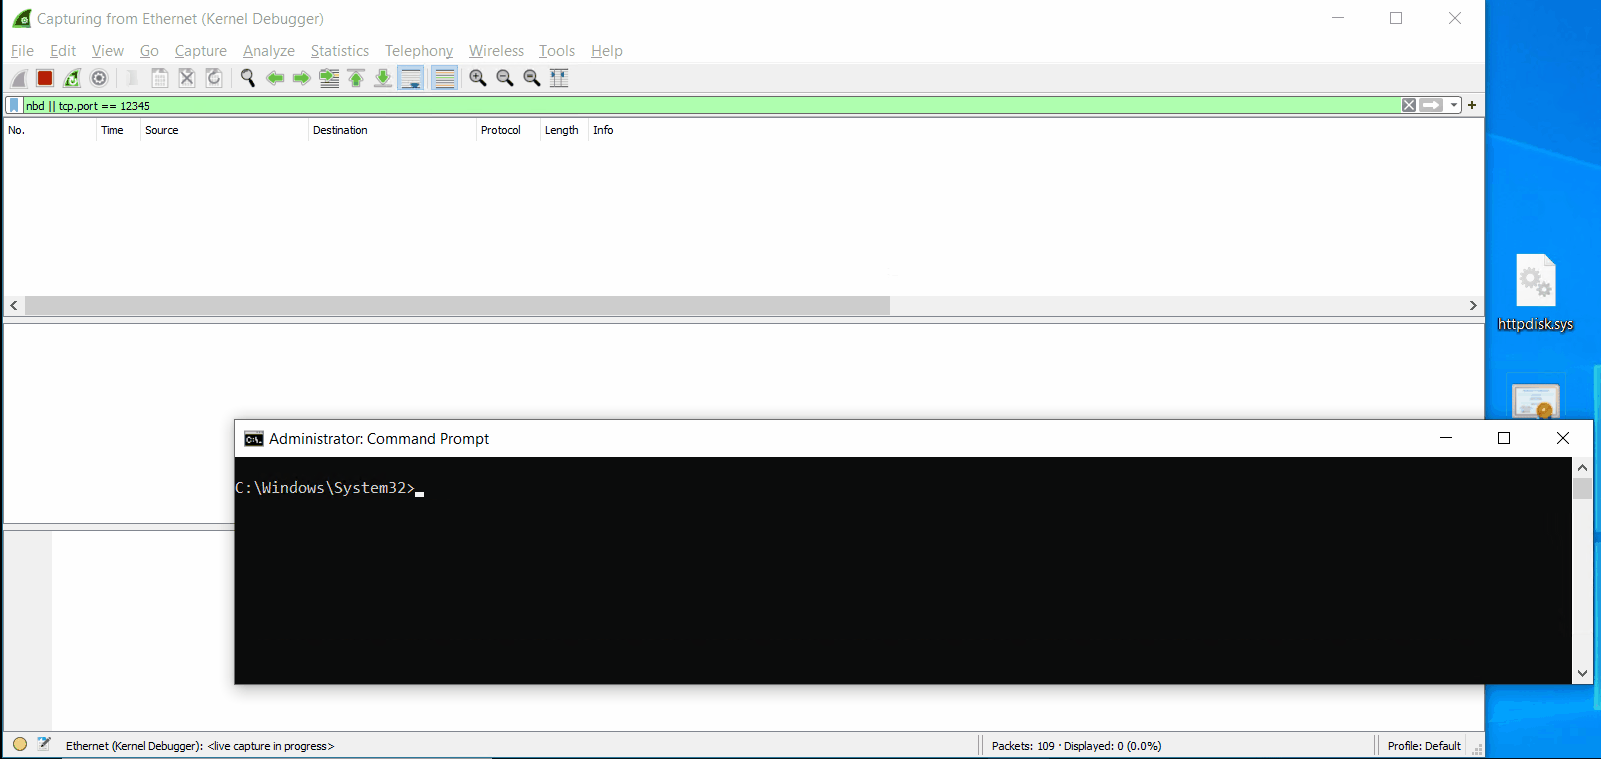 Capturing from Ethernet (Kernel Debugger)
File Edit View Go Capture Analyze Statistics Telephony Wireless Tools Help
nbd || tcp.port == 12345
No. Time Source Destination Protocol Length Info
httpdisk.sys
Administrator: Command Prompt
C:\Windows\System32>
Ethernet (Kernel Debugger): <live capture in progress> Packets: 109 · Displayed: 0 (0.0%) Profile: Default